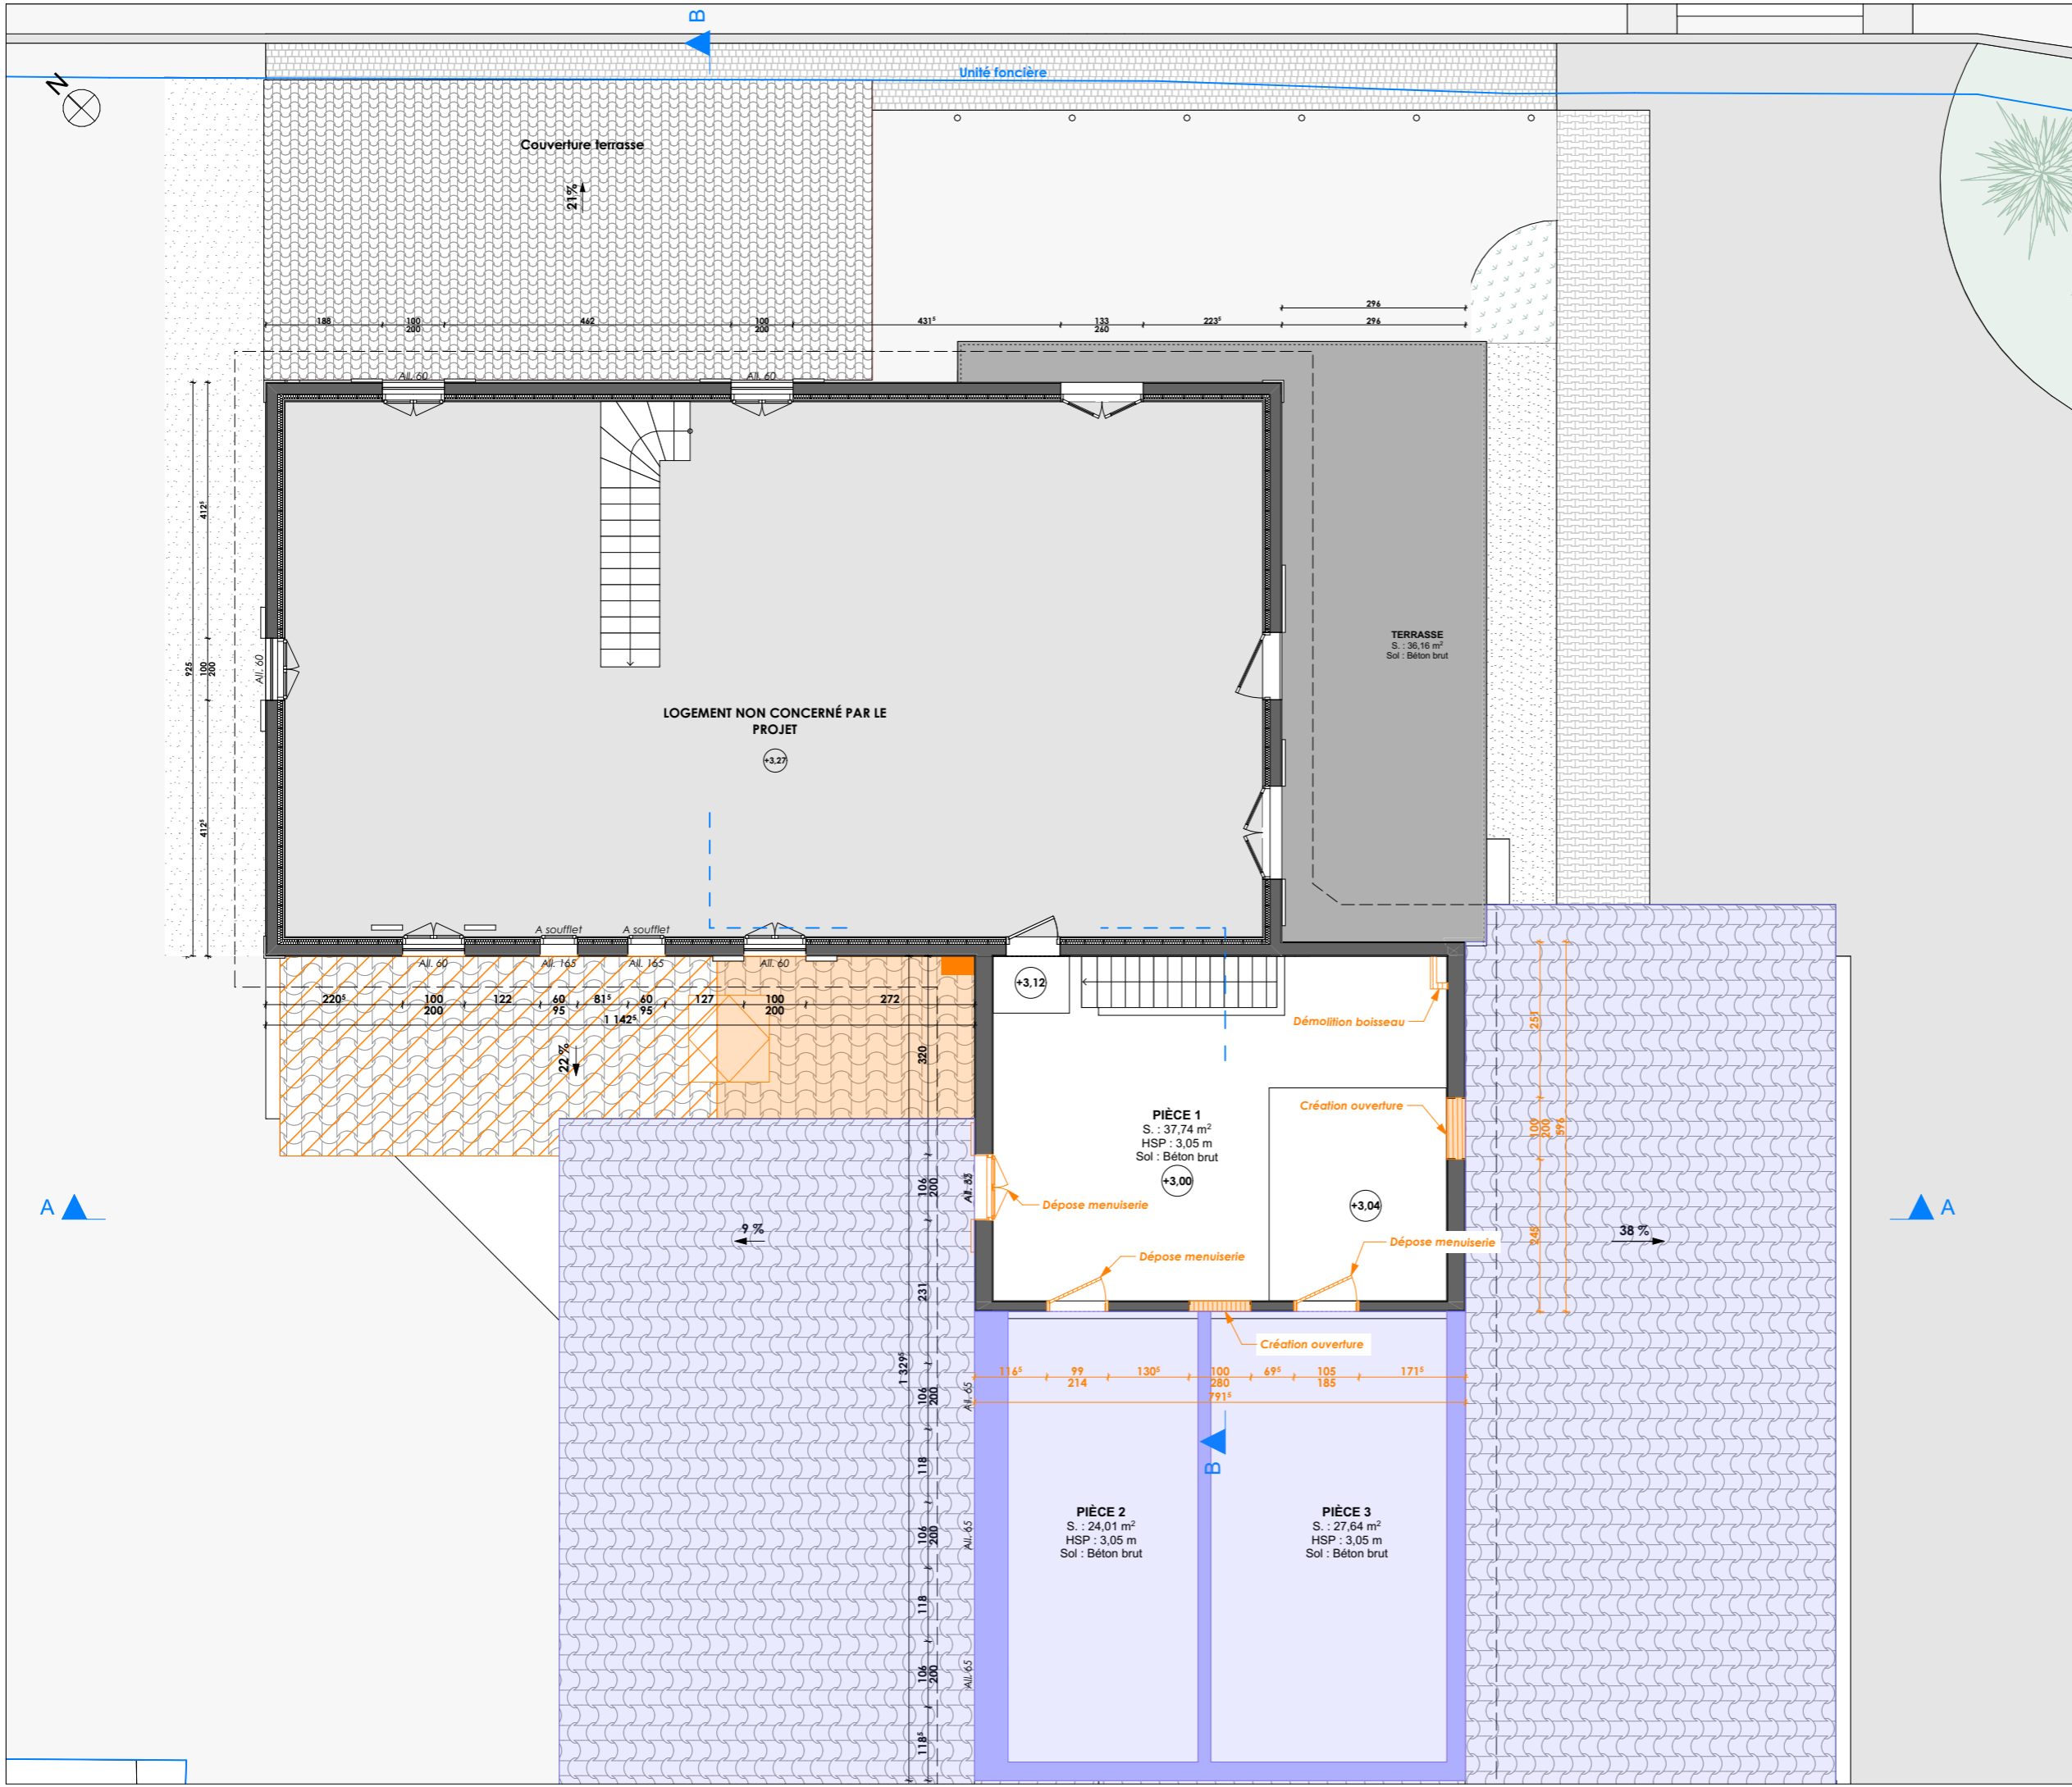 B
N
Unité foncière
Couverture terrasse
21%
296
188
100
200
462
100
200
431⁵
133
260
223⁵
296
All. 60
All. 60
412⁵
925
100
200
412⁵
All. 60
TERRASSE
S. : 36,16 m²
Sol : Béton brut
LOGEMENT NON CONCERNÉ PAR LE
PROJET
+3,27
A soufflet
A soufflet
All. 60
All. 165
All. 165
All. 60
220⁵
100
200
122
60
95
81⁵
60
95
127
100
200
272
1 142⁵
22 %
320
+3,12
Démolition boisseau
251
Création ouverture
100
200
596
245
PIÈCE 1
S. : 37,74 m²
HSP : 3,05 m
Sol : Béton brut
+3,00
+3,04
106
200
Dépose menuiserie
Dépose menuiserie
Dépose menuiserie
A
A
9 %
38 %
231
Création ouverture
1 329⁵
116⁵
99
214
130⁵
100
280
69⁵
105
185
171⁵
791⁵
106
200
All. 65
B
118
PIÈCE 2
S. : 24,01 m²
HSP : 3,05 m
Sol : Béton brut
PIÈCE 3
S. : 27,64 m²
HSP : 3,05 m
Sol : Béton brut
106
200
All. 65
118
106
200
All. 65
118⁵